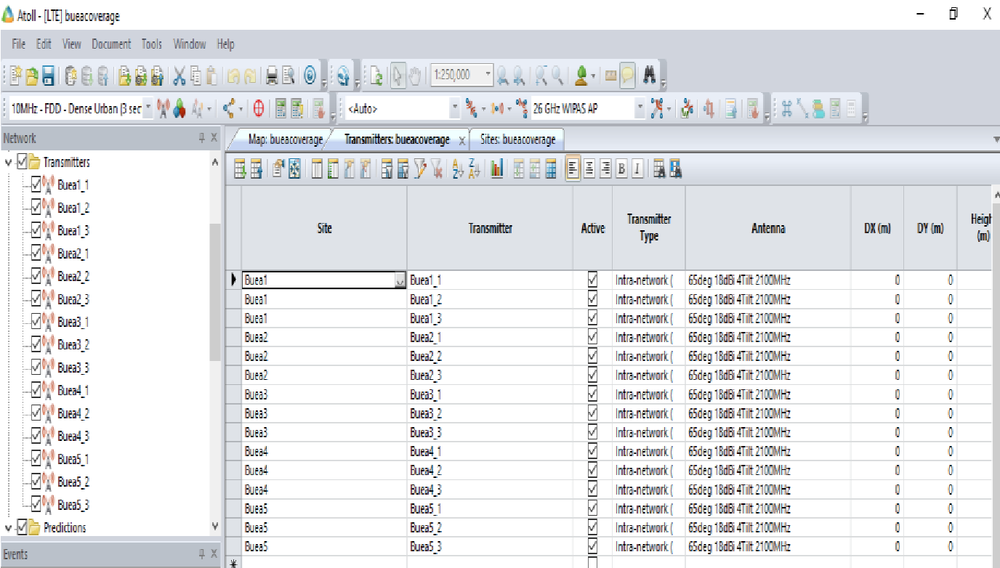 Atoll - [LTE] bueacoverage
File Edit View Document Tools Window Help
1:250,000
10MHz - FDD - Dense Urban (3 sec <Auto> 26 GHz WIPAS AP
Network
Map: bueacoverage Transmitters: bueacoverage X Sites: bueacoverage
Transmitters
Buea1_1
Buea1_2
Buea1_3
Buea2_1
Buea2_2
Buea2_3
Buea3_1
Buea3_2
Buea3_3
Buea4_1
Buea4_2
Buea4_3
Buea5_1
Buea5_2
Buea5_3
Predictions
Events
B I
Site Transmitter Active Transmitter Type Antenna DX (m) DY (m) Heigh (m)
Buea1 Buea1_1 Intra-network ( 65deg 18dBi 4Tilt 2100MHz 0 0
Buea1 Buea1_2 Intra-network ( 65deg 18dBi 4Tilt 2100MHz 0 0
Buea1 Buea1_3 Intra-network ( 65deg 18dBi 4Tilt 2100MHz 0 0
Buea2 Buea2_1 Intra-network ( 65deg 18dBi 4Tilt 2100MHz 0 0
Buea2 Buea2_2 Intra-network ( 65deg 18dBi 4Tilt 2100MHz 0 0
Buea2 Buea2_3 Intra-network ( 65deg 18dBi 4Tilt 2100MHz 0 0
Buea3 Buea3_1 Intra-network ( 65deg 18dBi 4Tilt 2100MHz 0 0
Buea3 Buea3_2 Intra-network ( 65deg 18dBi 4Tilt 2100MHz 0 0
Buea3 Buea3_3 Intra-network ( 65deg 18dBi 4Tilt 2100MHz 0 0
Buea4 Buea4_1 Intra-network ( 65deg 18dBi 4Tilt 2100MHz 0 0
Buea4 Buea4_2 Intra-network ( 65deg 18dBi 4Tilt 2100MHz 0 0
Buea4 Buea4_3 Intra-network ( 65deg 18dBi 4Tilt 2100MHz 0 0
Buea5 Buea5_1 Intra-network ( 65deg 18dBi 4Tilt 2100MHz 0 0
Buea5 Buea5_2 Intra-network ( 65deg 18dBi 4Tilt 2100MHz 0 0
Buea5 Buea5_3 Intra-network ( 65deg 18dBi 4Tilt 2100MHz 0 0